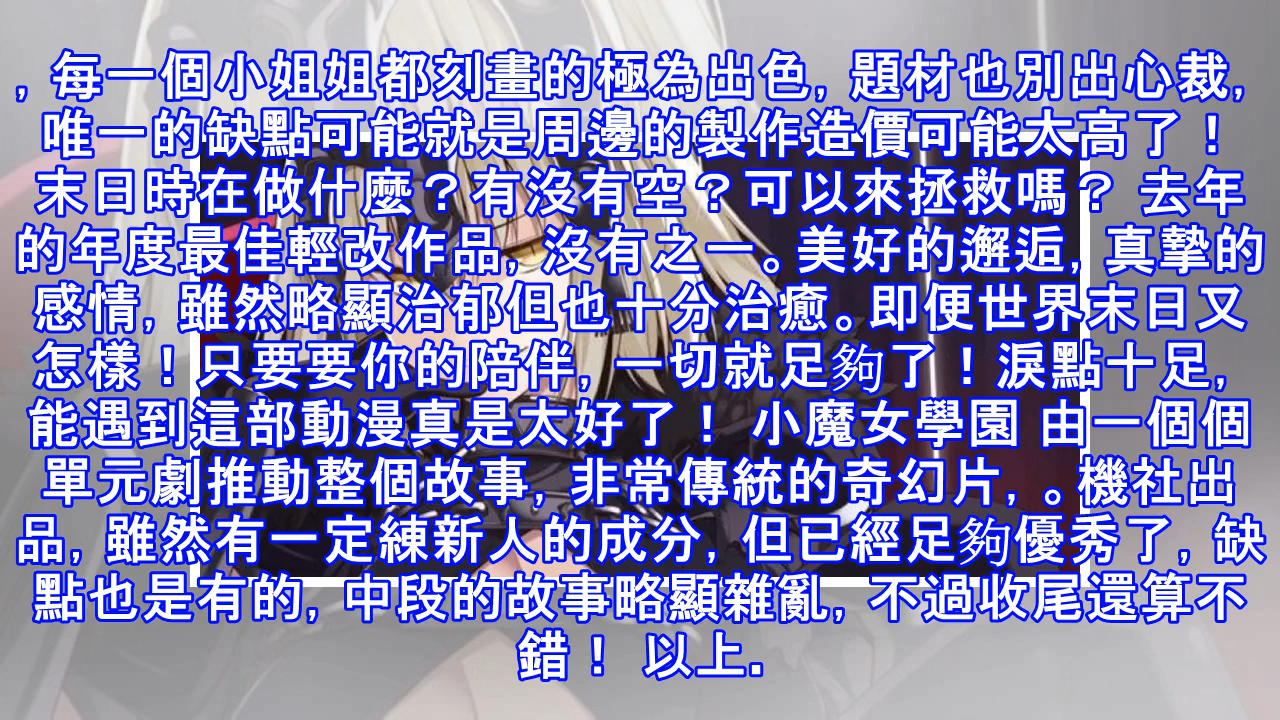 , 每一個小姐姐都刻畫的極為出色, 題材也別出心裁,
唯一的缺點可能就是周邊的製作造價可能太高了！
末日時在做什麼？有沒有空？可以來拯救嗎？ 去年
的年度最佳輕改作品, 沒有之一。美好的邂逅, 真摯的
感情, 雖然略顯治郁但也十分治癒。即便世界末日又
怎樣！只要要你的陪伴, 一切就足夠了！淚點十足,
能遇到這部動漫真是太好了！ 小魔女學園 由一個個
單元劇推動整個故事, 非常傳統的奇幻片, 。機社出
品, 雖然有一定練新人的成分, 但已經足夠優秀了, 缺
點也是有的, 中段的故事略顯雜亂, 不過收尾還算不
錯！ 以上.